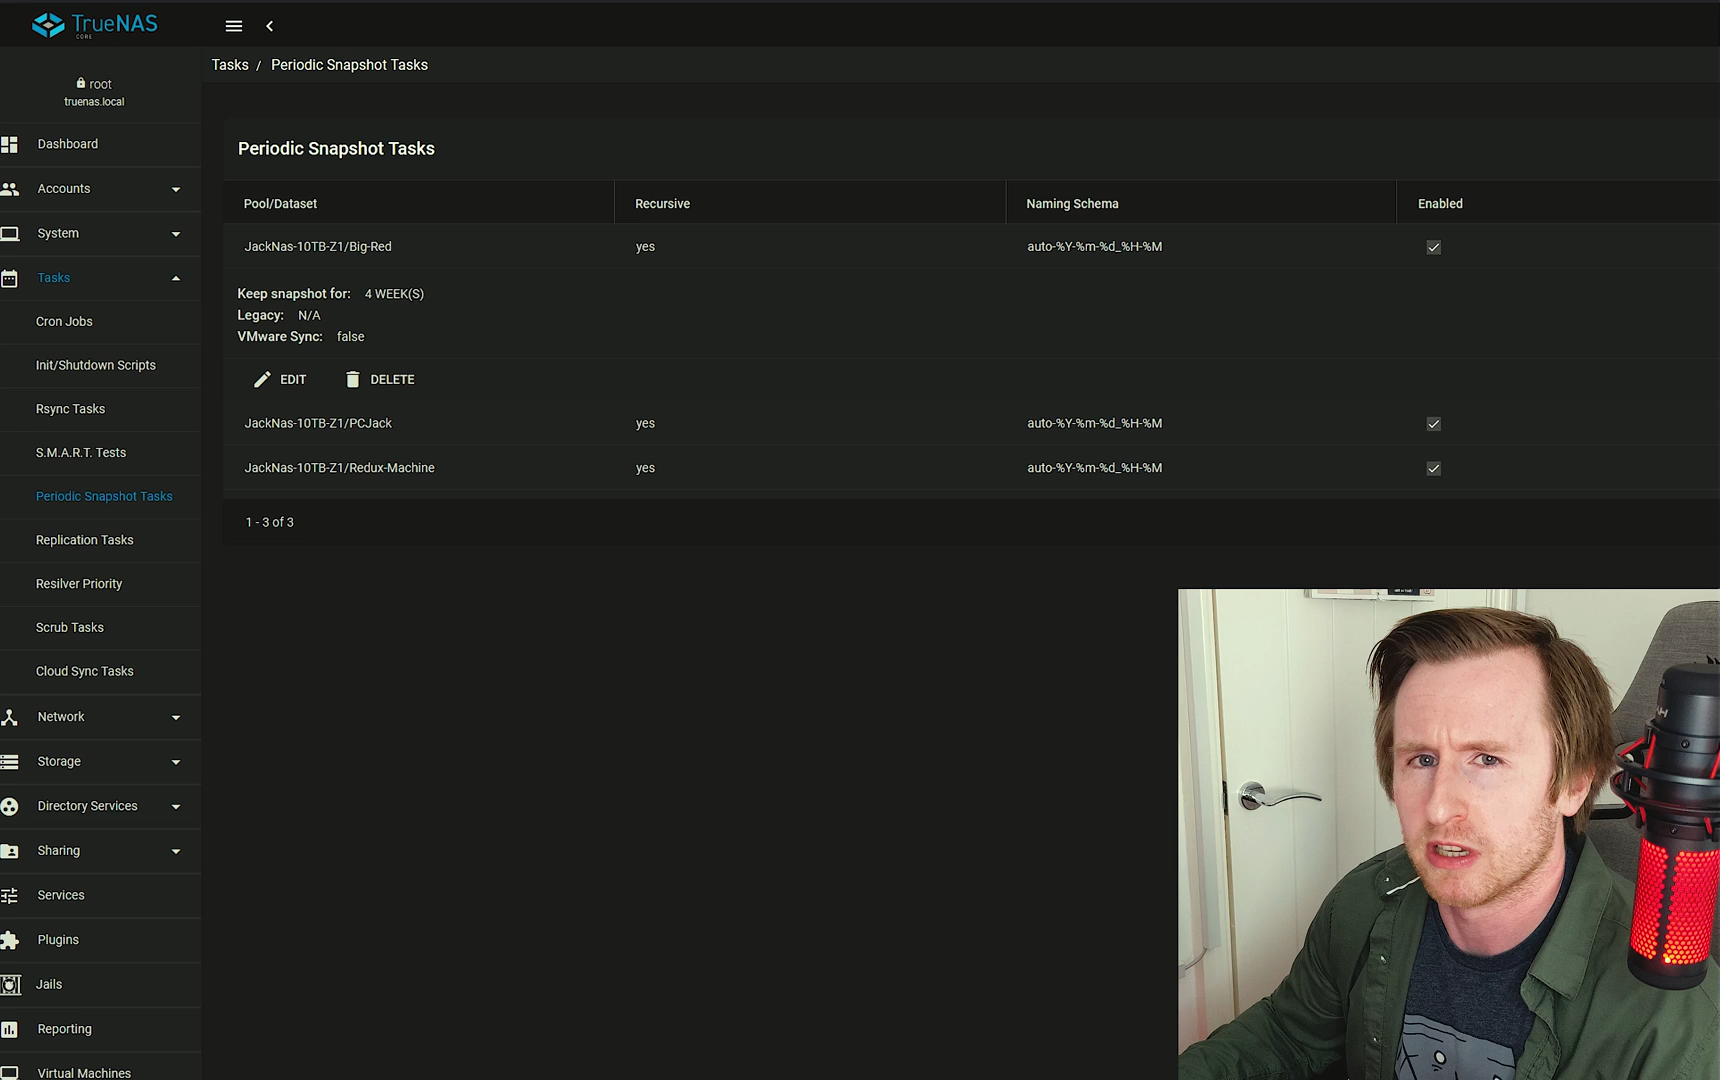 TrueNAS
CORE
Tasks / Periodic Snapshot Tasks
root
truenas.local
Dashboard
Accounts
System
Tasks
Cron Jobs
Init/Shutdown Scripts
Rsync Tasks
S.M.A.R.T. Tests
Periodic Snapshot Tasks
Replication Tasks
Resilver Priority
Scrub Tasks
Cloud Sync Tasks
Network
Storage
Directory Services
Sharing
Services
Plugins
Jails
Reporting
Virtual Machines
Periodic Snapshot Tasks
Pool/Dataset Recursive Naming Schema Enabled
JackNas-10TB-Z1/Big-Red yes auto-%Y-%m-%d_%H-%M
Keep snapshot for: 4 WEEK(S)
Legacy: N/A
VMware Sync: false
EDIT DELETE
JackNas-10TB-Z1/PCJack yes auto-%Y-%m-%d_%H-%M
JackNas-10TB-Z1/Redux-Machine yes auto-%Y-%m-%d_%H-%M
1 - 3 of 3